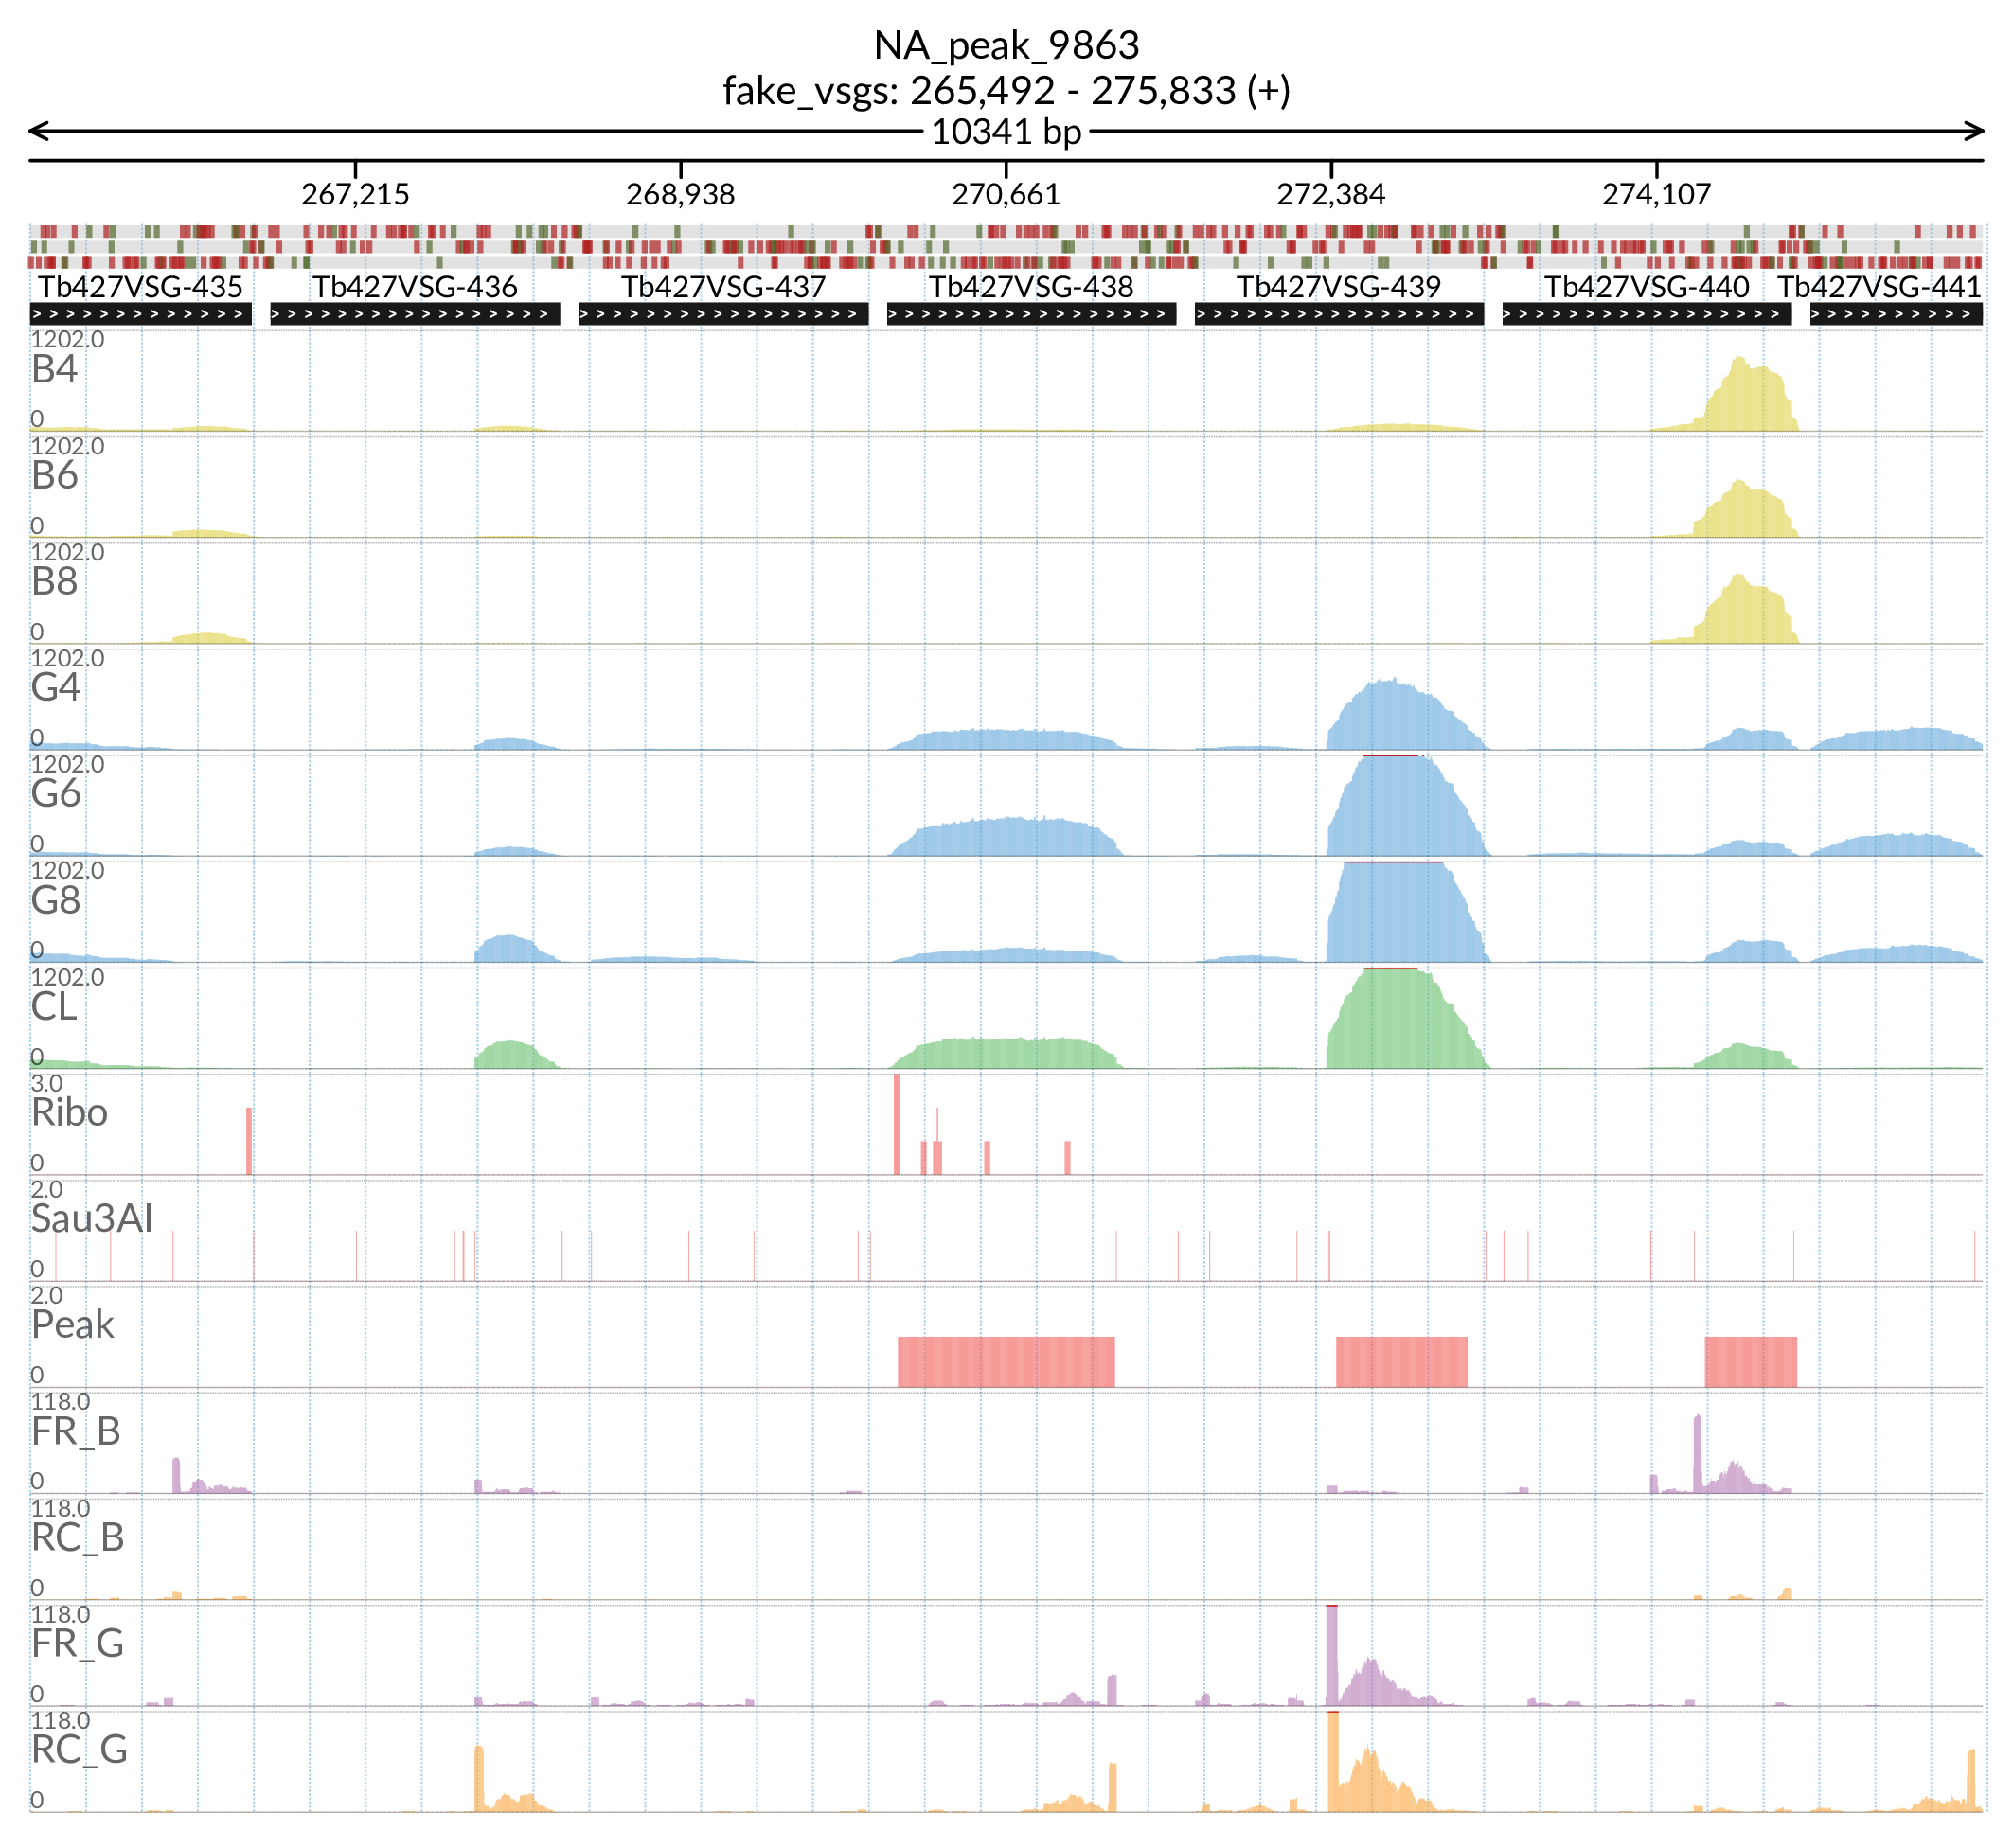 NA_peak_9863
fake_vsgs: 265,492 - 275,833 (+)
10341 bp
267,215 268,938 270,661 272,384 274,107
Tb427VSG-435 Tb427VSG-436 Tb427VSG-437 Tb427VSG-438 Tb427VSG-439 Tb427VSG-440 Tb427VSG-441
1202.0
B4
0
1202.0
B6
0
1202.0
B8
0
1202.0
G4
0
1202.0
G6
0
1202.0
G8
0
1202.0
CL
0
3.0
Ribo
0
2.0
Sau3AI
0
2.0
Peak
0
118.0
FR_B
0
118.0
RC_B
0
118.0
FR_G
0
118.0
RC_G
0